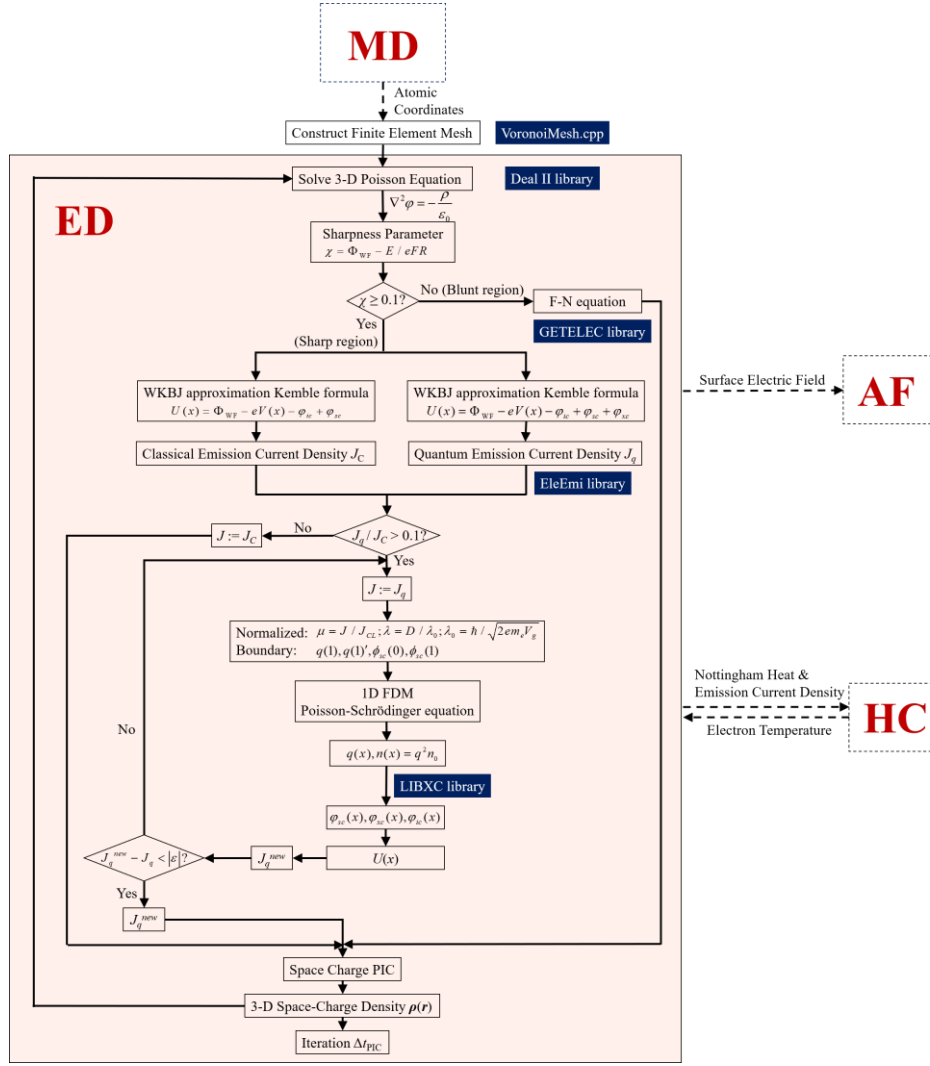 MD
Atomic
Coordinates
Construct Finite Element Mesh
VoronoiMesh.cpp
ED
Solve 3-D Poisson Equation
Deal II library
∇²φ = −ρ/ε₀
Sharpness Parameter
χ = Φ_WF − E / eFR
χ ≥ 0.1?
No (Blunt region)
F-N equation
Yes
(Sharp region)
GETELEC library
WKBJ approximation Kemble formula
U(x) = Φ_WF − eV(x) − φ_ie + φ_xc
WKBJ approximation Kemble formula
U(x) = Φ_WF − eV(x) − φ_ie + φ_xc + φ_sc
Surface Electric Field
AF
Classical Emission Current Density J_C
Quantum Emission Current Density J_q
EleEmi library
J_q / J_C > 0.1?
No
J := J_C
Yes
J := J_q
Normalized: μ = J / J_CL; λ = D / λ₀; λ₀ = ħ / √(2em_eV_g)
Boundary: q(1), q(1)′, ϕ_sc(0), ϕ_sc(1)
1D FDM
Poisson-Schrödinger equation
Nottingham Heat &
Emission Current Density
HC
Electron Temperature
No
q(x), n(x) = q²n₀
LIBXC library
φ_sc(x), φ_xc(x), φ_ie(x)
U(x)
J_q^new
J_q^new − J_q < |ε|?
Yes
J_q^new
Space Charge PIC
3-D Space-Charge Density ρ(r)
Iteration Δt_PIC